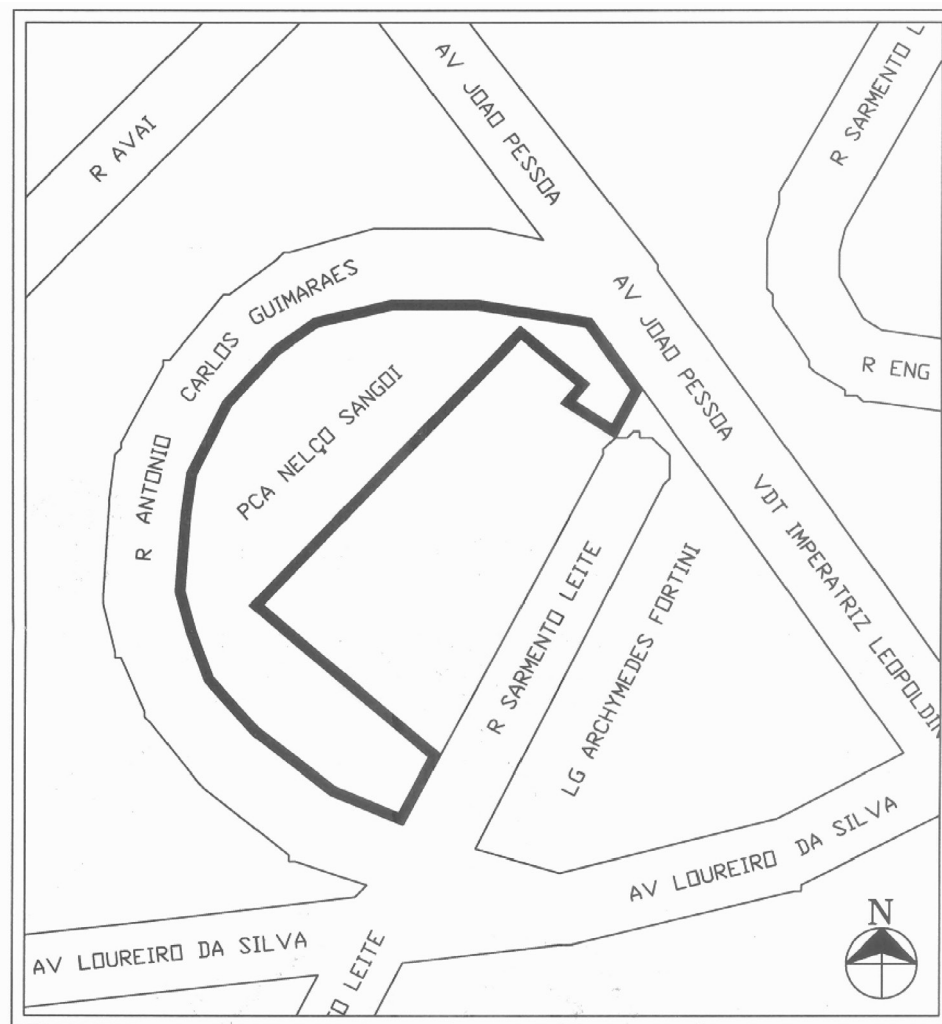 R AVAI
AV JOAO PESSOA
R SARMENTO L
R ANTONIO CARLOS GUIMARAES
PCA NELÇO SANGOI
AV JOAO PESSOA
R ENG
VDT IMPERATRIZ LEOPOLDIN
R SARMENTO LEITE
LG ARCHYMEDES FORTINI
AV LOUREIRO DA SILVA
AV LOUREIRO DA SILVA
O LEITE
N